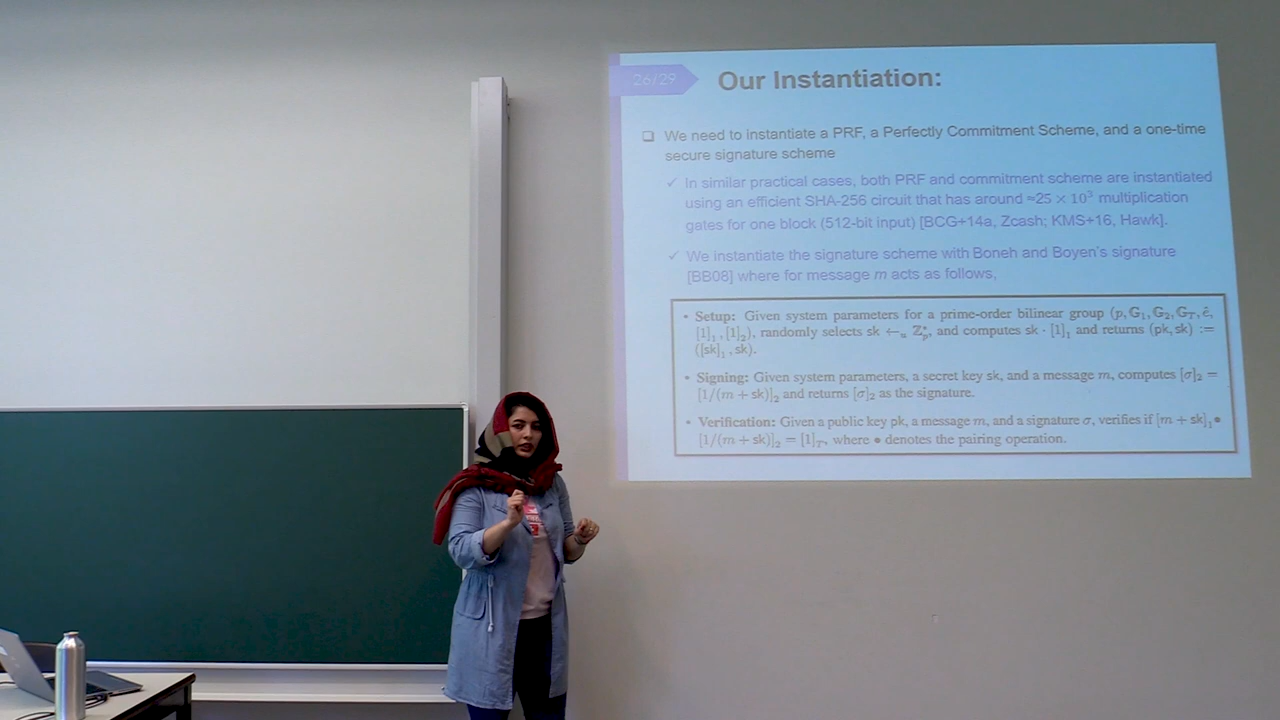 26/29
Our Instantiation:
❑ We need to instantiate a PRF, a Perfectly Commitment Scheme, and a one-time
secure signature scheme
✓ In similar practical cases, both PRF and commitment scheme are instantiated
using an efficient SHA-256 circuit that has around ≈25 × 10³ multiplication
gates for one block (512-bit input) [BCG+14a, Zcash; KMS+16, Hawk].
✓ We instantiate the signature scheme with Boneh and Boyen's signature
[BB08] where for message m acts as follows,
• Setup: Given system parameters for a prime-order bilinear group (p, G₁, G₂, G_T, ê,
[1]₁, [1]₂), randomly selects sk ←ᵤ ℤ*ₚ, and computes sk · [1]₁ and returns (pk, sk) :=
([sk]₁, sk).
• Signing: Given system parameters, a secret key sk, and a message m, computes [σ]₂ =
[1/(m + sk)]₂ and returns [σ]₂ as the signature.
• Verification: Given a public key pk, a message m, and a signature σ, verifies if [m + sk]₁ •
[1/(m + sk)]₂ = [1]_T, where • denotes the pairing operation.